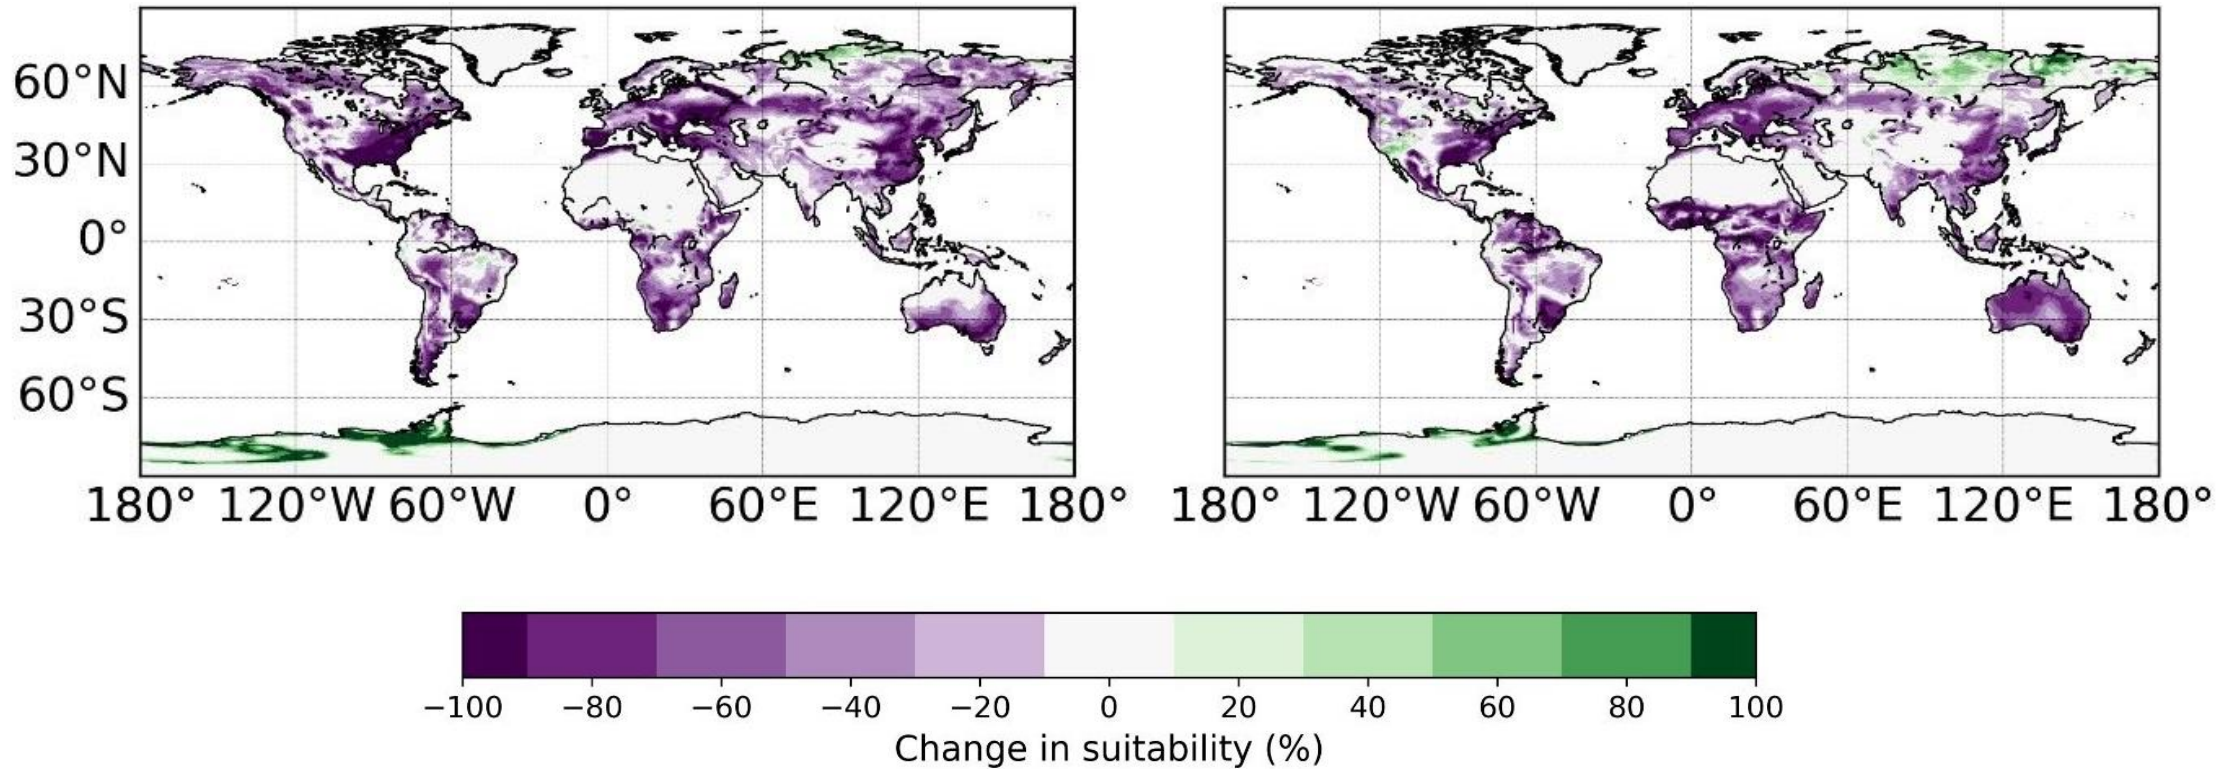 60°N
30°N
0°
30°S
60°S
180° 120°W 60°W 0° 60°E 120°E 180°
180° 120°W 60°W 0° 60°E 120°E 180°
−100 −80 −60 −40 −20 0 20 40 60 80 100
Change in suitability (%)